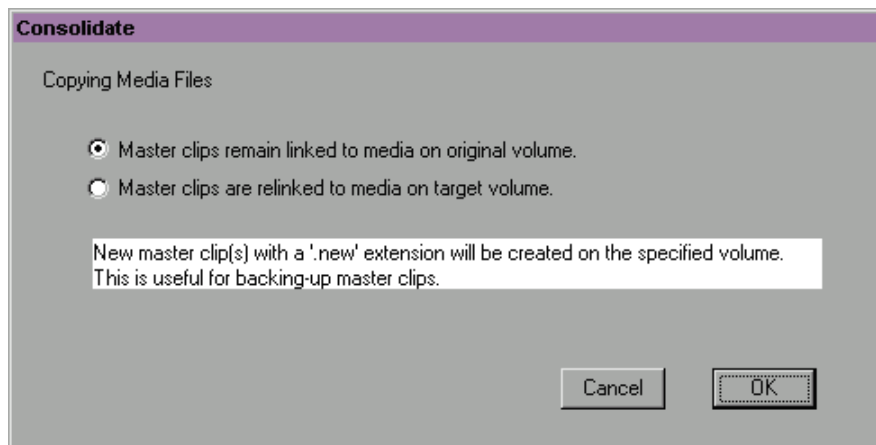 Consolidate
Copying Media Files
Master clips remain linked to media on original volume.
Master clips are relinked to media on target volume.
New master clip(s) with a '.new' extension will be created on the specified volume.
This is useful for backing-up master clips.
Cancel
OK